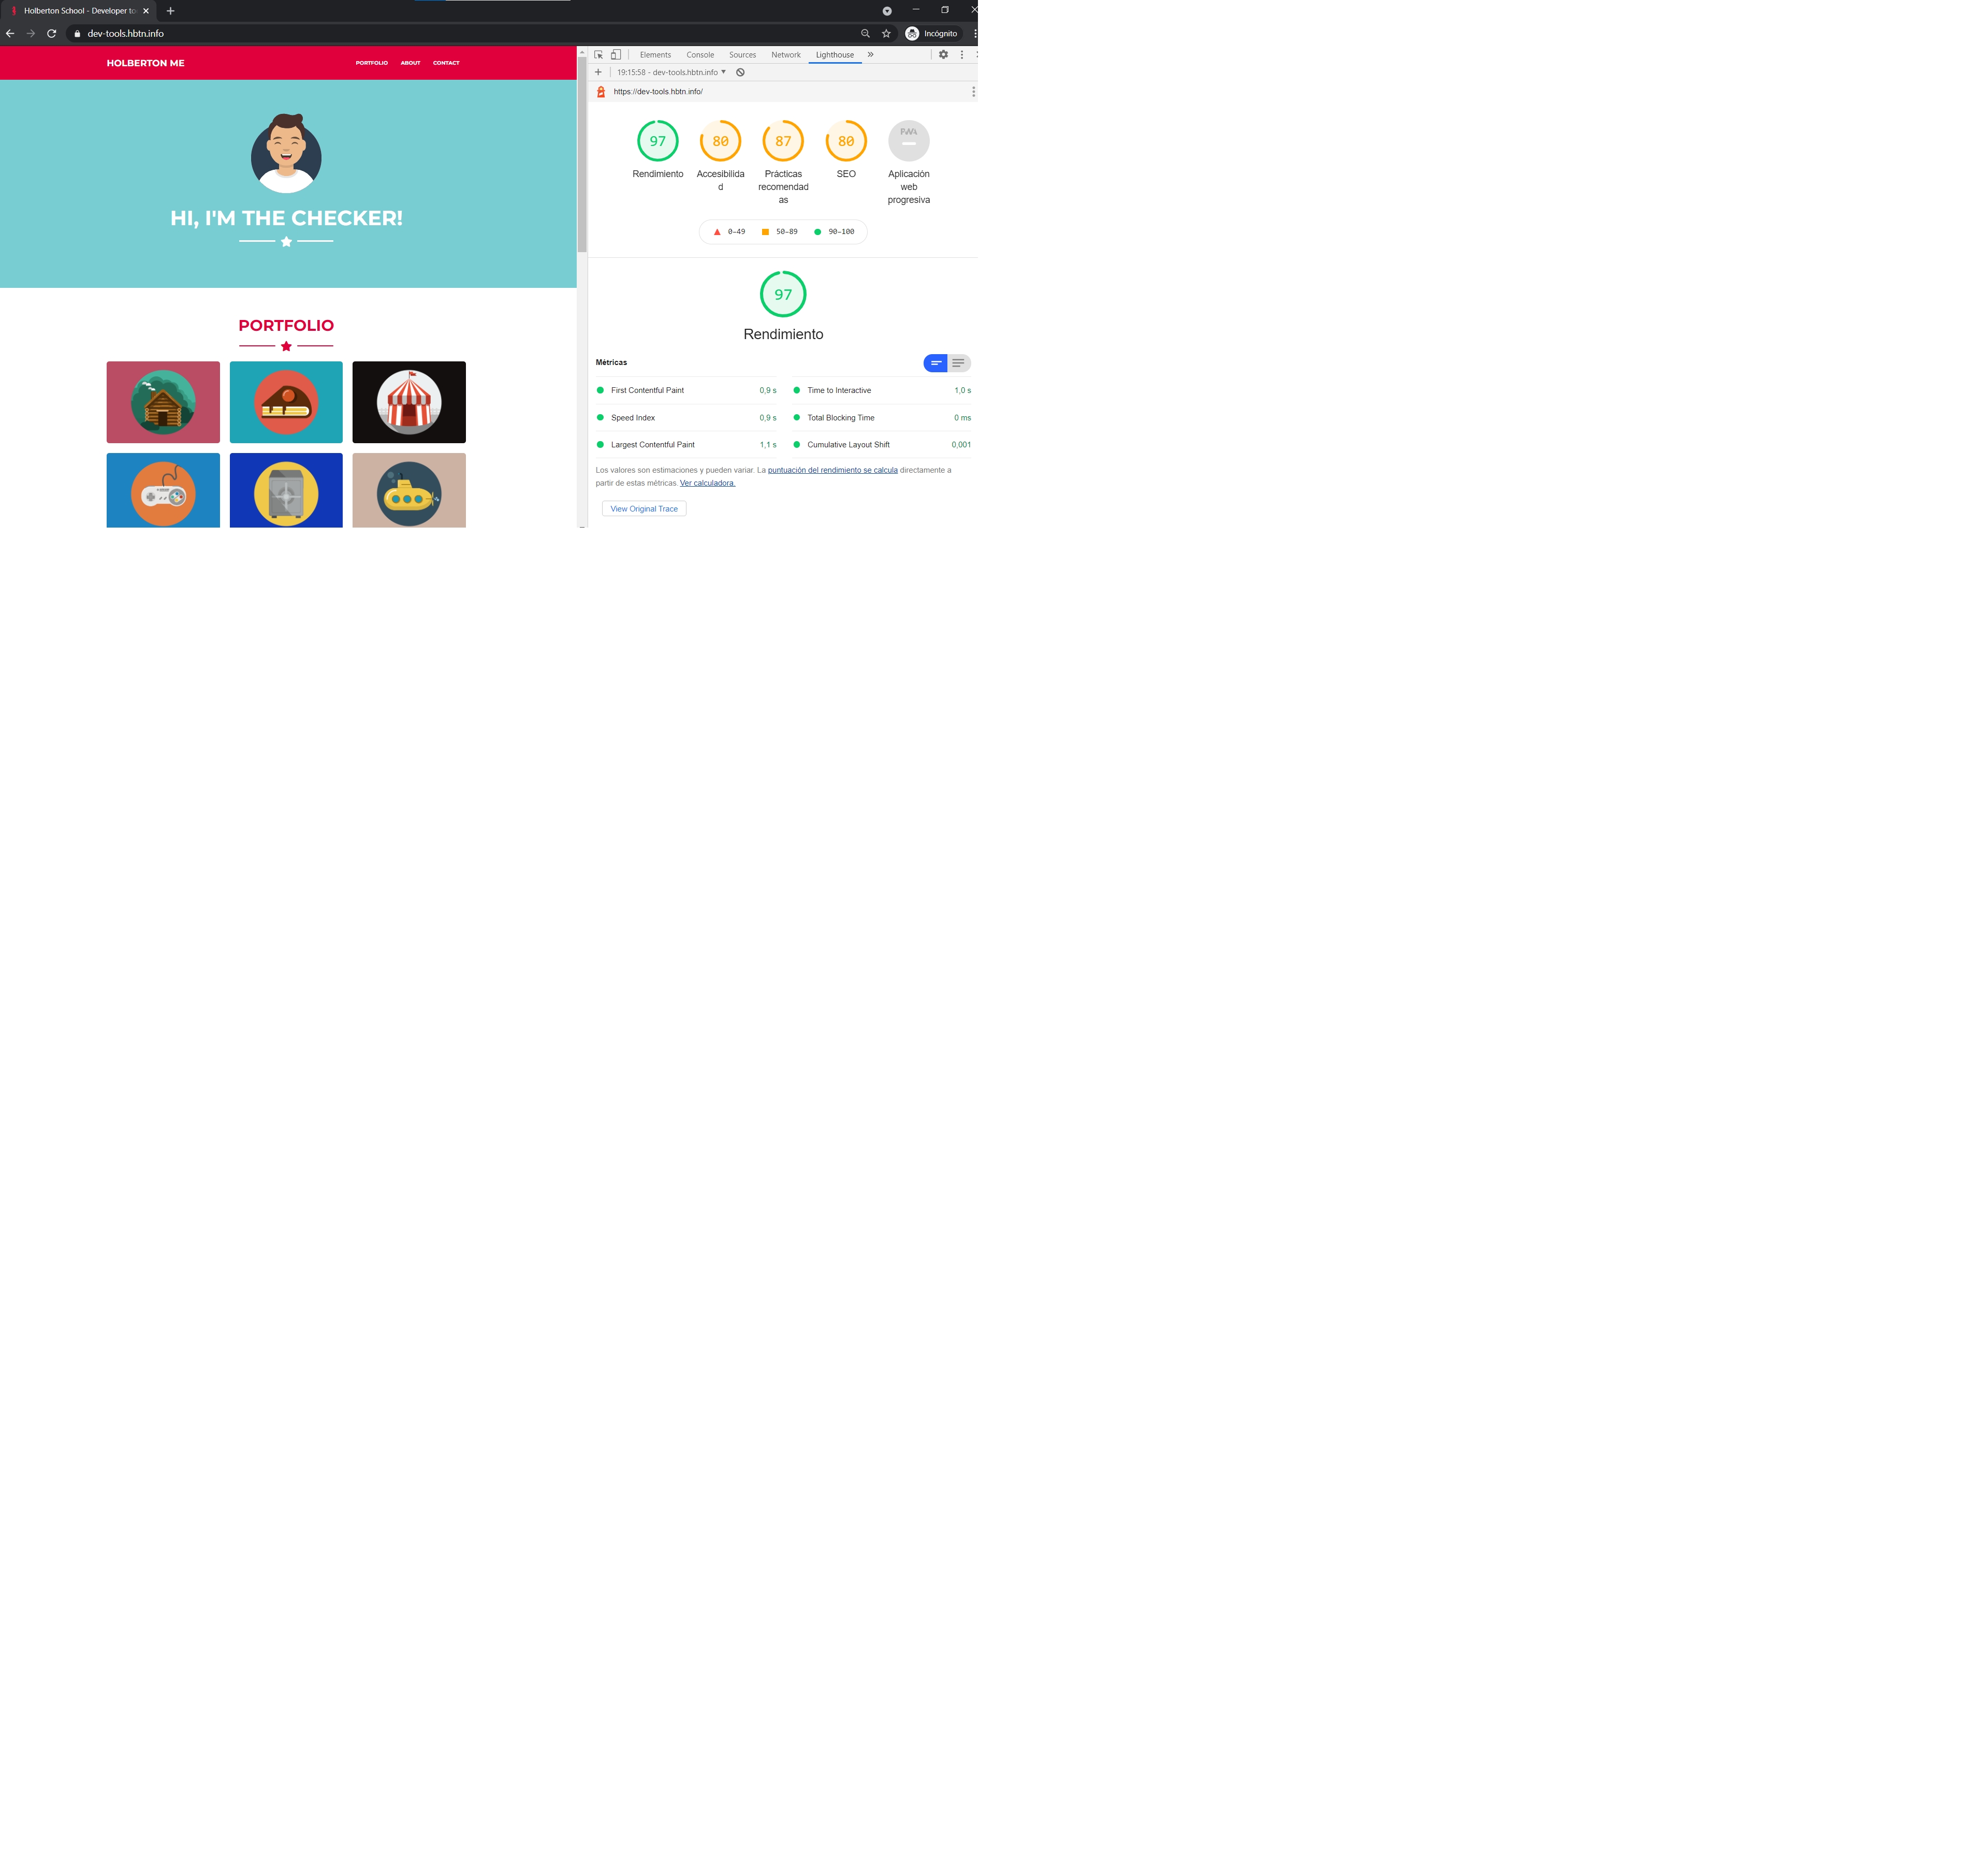 Holberton School - Developer to
dev-tools.hbtn.info
Incógnito
HOLBERTON ME
PORTFOLIO ABOUT CONTACT
HI, I'M THE CHECKER!
PORTFOLIO
Elements Console Sources Network Lighthouse
19:15:58 - dev-tools.hbtn.info
https://dev-tools.hbtn.info/
97 80 87 80 PWA
Rendimiento
Accesibilida
d
Prácticas
recomendad
as
SEO
Aplicación
web
progresiva
0–49 50–89 90–100
97
Rendimiento
Métricas
First Contentful Paint 0,9 s
Time to Interactive 1,0 s
Speed Index 0,9 s
Total Blocking Time 0 ms
Largest Contentful Paint 1,1 s
Cumulative Layout Shift 0,001
Los valores son estimaciones y pueden variar. La puntuación del rendimiento se calcula directamente a
partir de estas métricas. Ver calculadora.
View Original Trace